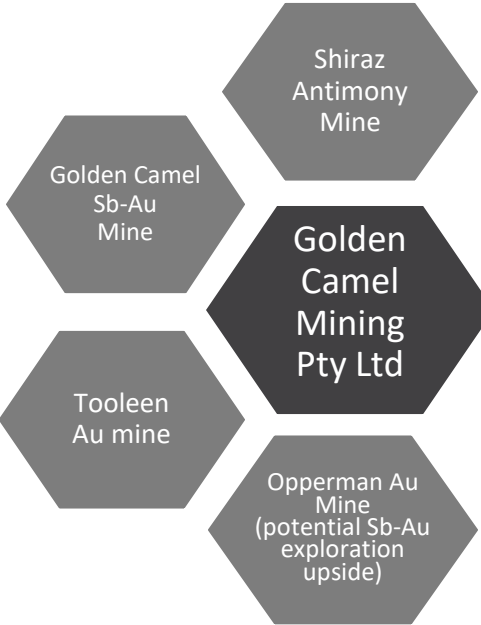 Shiraz
Antimony
Mine
Golden Camel
Sb-Au
Mine
Golden
Camel
Mining
Pty Ltd
Tooleen
Au mine
Opperman Au
Mine
(potential Sb-Au
exploration
upside)